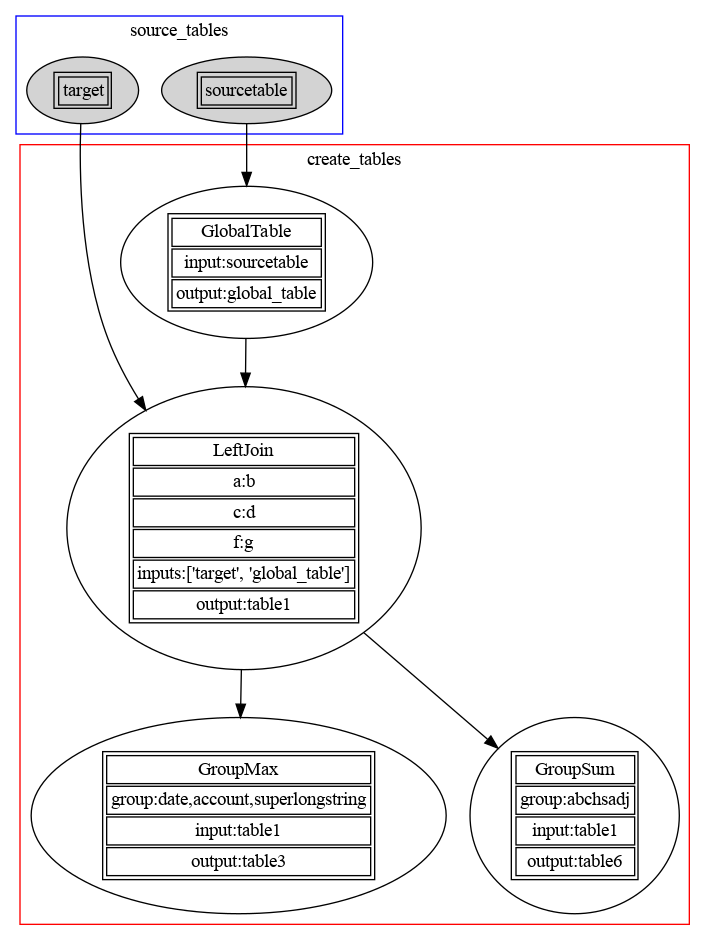 source_tables
target
sourcetable
create_tables
GlobalTable
input:sourcetable
output:global_table
LeftJoin
a:b
c:d
f:g
inputs:['target', 'global_table']
output:table1
GroupMax
group:date,account,superlongstring
input:table1
output:table3
GroupSum
group:abchsadj
input:table1
output:table6